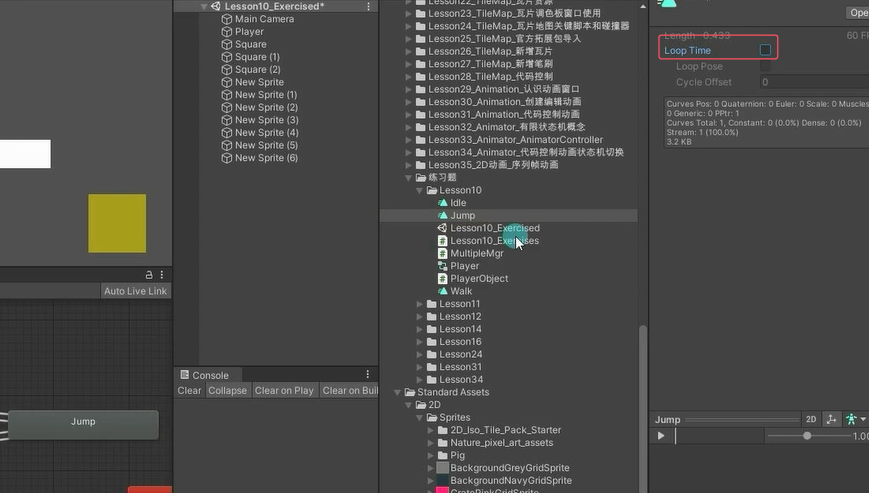 Lesson10_Exercised*
Main Camera
Player
Square
Square (1)
Square (2)
New Sprite
New Sprite (1)
New Sprite (2)
New Sprite (3)
New Sprite (4)
New Sprite (5)
New Sprite (6)
Auto Live Link
Jump
Console
Clear
Collapse
Clear on Play
Clear on Buil
Lesson22_TileMap_瓦片资源
Lesson23_TileMap_瓦片调色板窗口使用
Lesson24_TileMap_瓦片地图关键脚本和碰撞器
Lesson25_TileMap_官方拓展包导入
Lesson26_TileMap_新增瓦片
Lesson27_TileMap_新增笔刷
Lesson28_TileMap_代码控制
Lesson29_Animation_认识动画窗口
Lesson30_Animation_创建编辑动画
Lesson31_Animation_代码控制动画
Lesson32_Animator_有限状态机概念
Lesson33_Animator_AnimatorController
Lesson34_Animator_代码控制动画状态机切换
Lesson35_2D动画_序列帧动画
练习题
Lesson10
Idle
Jump
Lesson10_Exercised
Lesson10_Exercises
MultipleMgr
Player
PlayerObject
Walk
Lesson11
Lesson12
Lesson14
Lesson16
Lesson24
Lesson31
Lesson34
Standard Assets
2D
Sprites
2D_Iso_Tile_Pack_Starter
Nature_pixel_art_assets
Pig
BackgroundGreyGridSprite
BackgroundNavyGridSprite
CratePinkGridSprite
Ope
Length 0.433
60 F
Loop Time
Loop Pose
Cycle Offset
0
Curves Pos: 0 Quaternion: 0 Euler: 0 Scale: 0 Muscles
0 Generic: 0 PPtr: 1
Curves Total: 1, Constant: 0 (0.0%) Dense: 0 (0.0%)
Stream: 1 (100.0%)
3.2 KB
Jump
2D
1.00